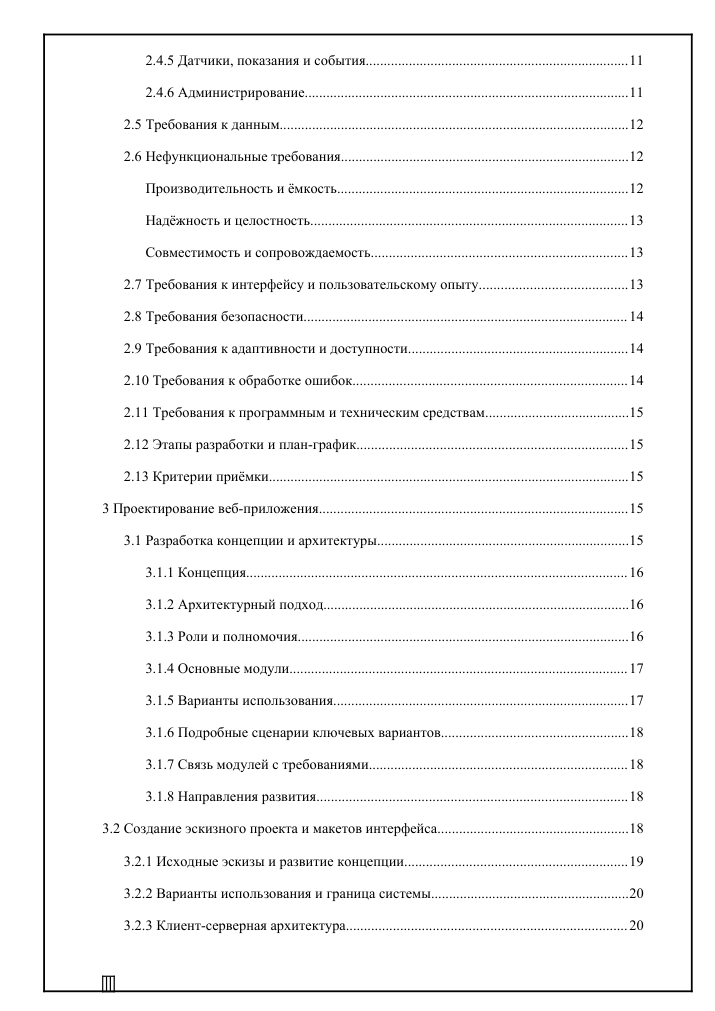 2.4.5 Датчики, показания и события........................................................................11
2.4.6 Администрирование.........................................................................................11
2.5 Требования к данным................................................................................................12
2.6 Нефункциональные требования...............................................................................12
Производительность и ёмкость................................................................................12
Надёжность и целостность.......................................................................................13
Совместимость и сопровождаемость.......................................................................13
2.7 Требования к интерфейсу и пользовательскому опыту.........................................13
2.8 Требования безопасности.........................................................................................14
2.9 Требования к адаптивности и доступности............................................................14
2.10 Требования к обработке ошибок...........................................................................14
2.11 Требования к программным и техническим средствам.......................................15
2.12 Этапы разработки и план-график..........................................................................15
2.13 Критерии приёмки..................................................................................................15
3 Проектирование веб-приложения.....................................................................................15
3.1 Разработка концепции и архитектуры.....................................................................15
3.1.1 Концепция.........................................................................................................16
3.1.2 Архитектурный подход....................................................................................16
3.1.3 Роли и полномочия...........................................................................................16
3.1.4 Основные модули.............................................................................................17
3.1.5 Варианты использования.................................................................................17
3.1.6 Подробные сценарии ключевых вариантов...................................................18
3.1.7 Связь модулей с требованиями.......................................................................18
3.1.8 Направления развития......................................................................................18
3.2 Создание эскизного проекта и макетов интерфейса.....................................................18
3.2.1 Исходные эскизы и развитие концепции.............................................................19
3.2.2 Варианты использования и граница системы......................................................20
3.2.3 Клиент-серверная архитектура.............................................................................20